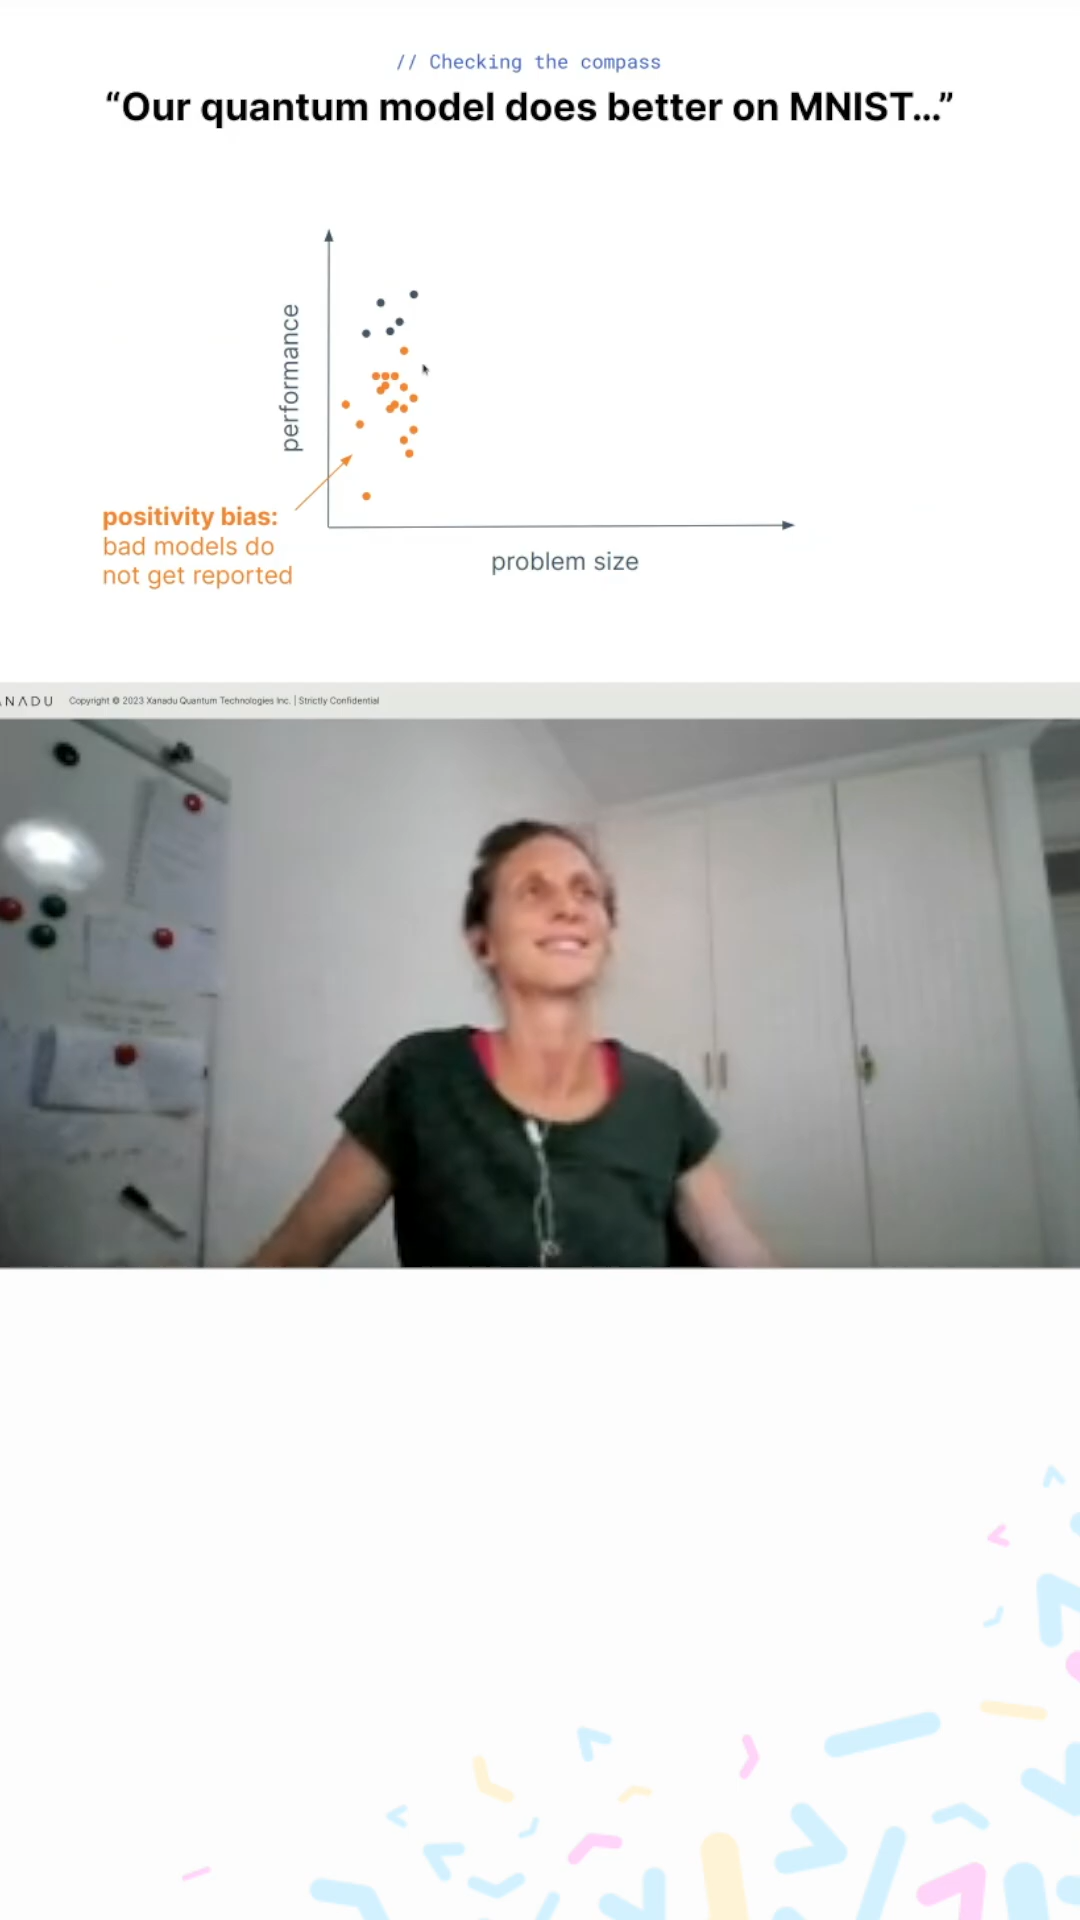 // Checking the compass
“Our quantum model does better on MNIST...”
performance
positivity bias:
bad models do
not get reported
problem size
NADU Copyright © 2023 Xanadu Quantum Technologies Inc. | Strictly Confidential